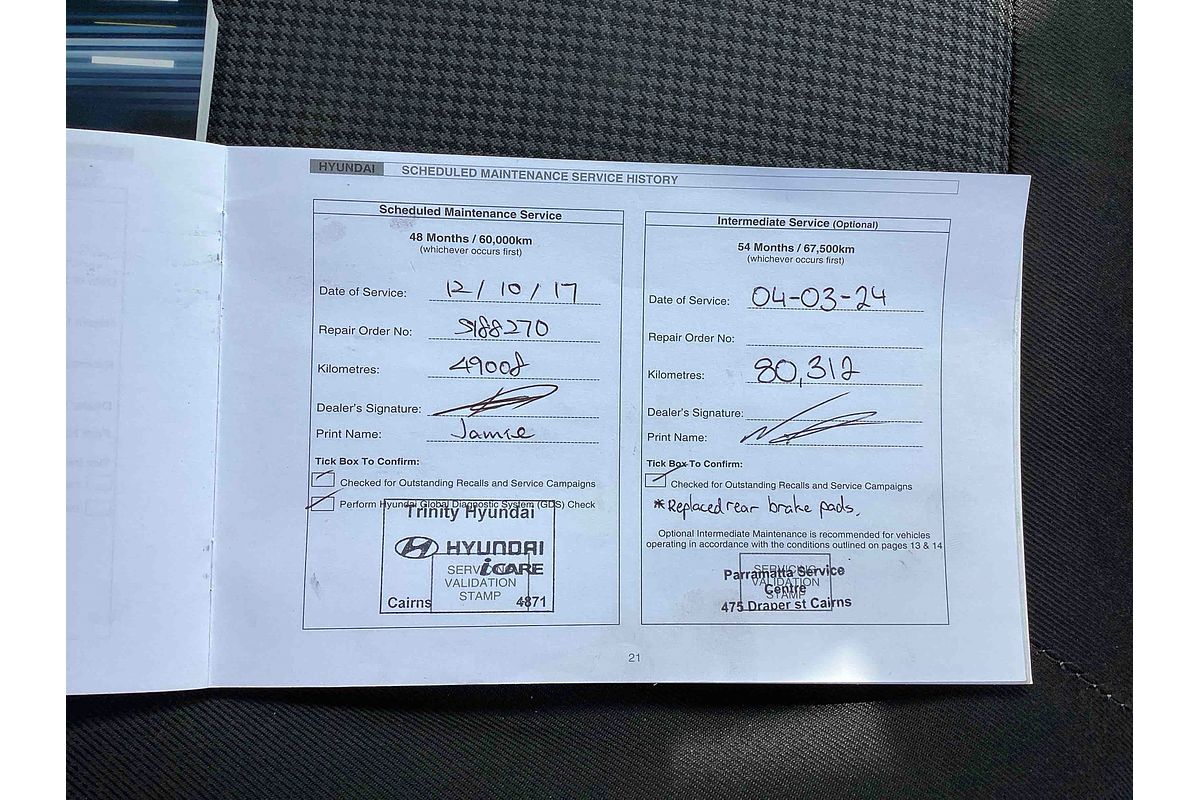 HYUNDAI SCHEDULED MAINTENANCE SERVICE HISTORY
Scheduled Maintenance Service
48 Months / 60,000km
(whichever occurs first)
Date of Service: 12/10/17
Repair Order No: S188270
Kilometres: 49008
Dealer's Signature:
Print Name: Jamie
Tick Box To Confirm:
Checked for Outstanding Recalls and Service Campaigns
Perform Hyundai Global Diagnostic System (GDS) Check
Trinity Hyundai
HYUNDAI
iCARE
SERVICING
VALIDATION
STAMP
Cairns 4871
Intermediate Service (Optional)
54 Months / 67,500km
(whichever occurs first)
Date of Service: 04-03-24
Repair Order No:
Kilometres: 80,312
Dealer's Signature:
Print Name:
Tick Box To Confirm:
Checked for Outstanding Recalls and Service Campaigns
*Replaced rear brake pads.
Optional Intermediate Maintenance is recommended for vehicles
operating in accordance with the conditions outlined on pages 13 & 14
SERVICING
VALIDATION
STAMP
Parramatta Service
Centre
475 Draper st Cairns
21